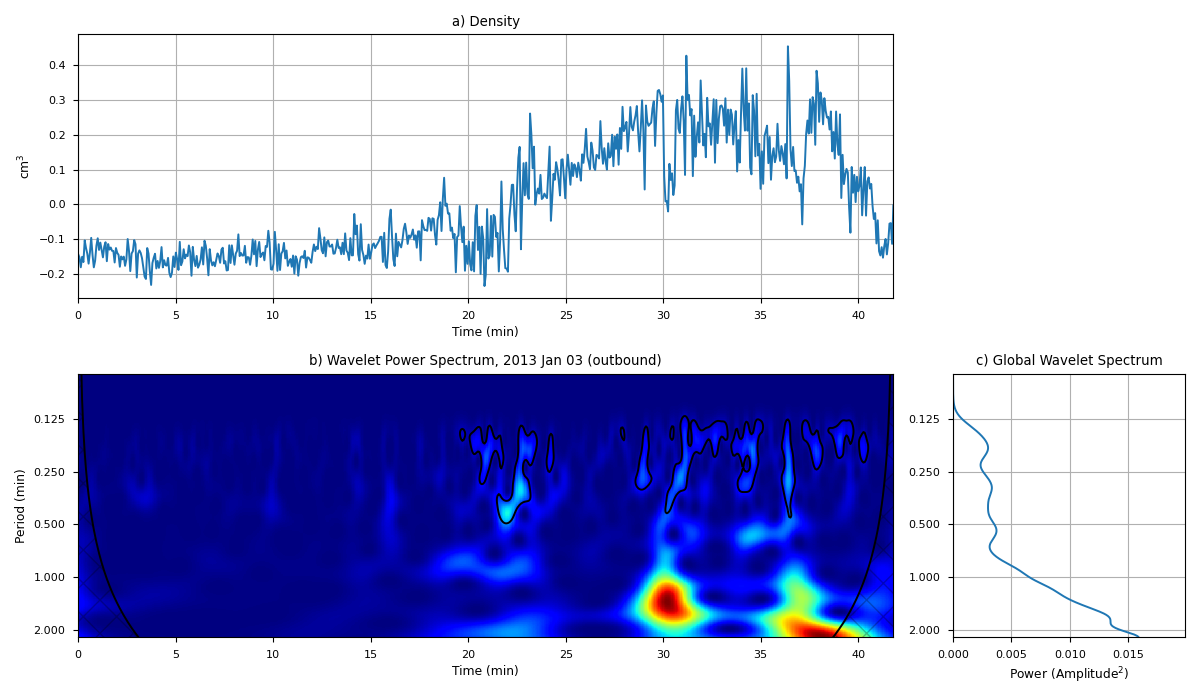 a) Density
cm³
0.4
0.3
0.2
0.1
0.0
−0.1
−0.2
0 5 10 15 20 25 30 35 40
Time (min)
b) Wavelet Power Spectrum, 2013 Jan 03 (outbound)
Period (min)
0.125
0.250
0.500
1.000
2.000
0 5 10 15 20 25 30 35 40
Time (min)
c) Global Wavelet Spectrum
0.125
0.250
0.500
1.000
2.000
0.000 0.005 0.010 0.015
Power (Amplitude²)